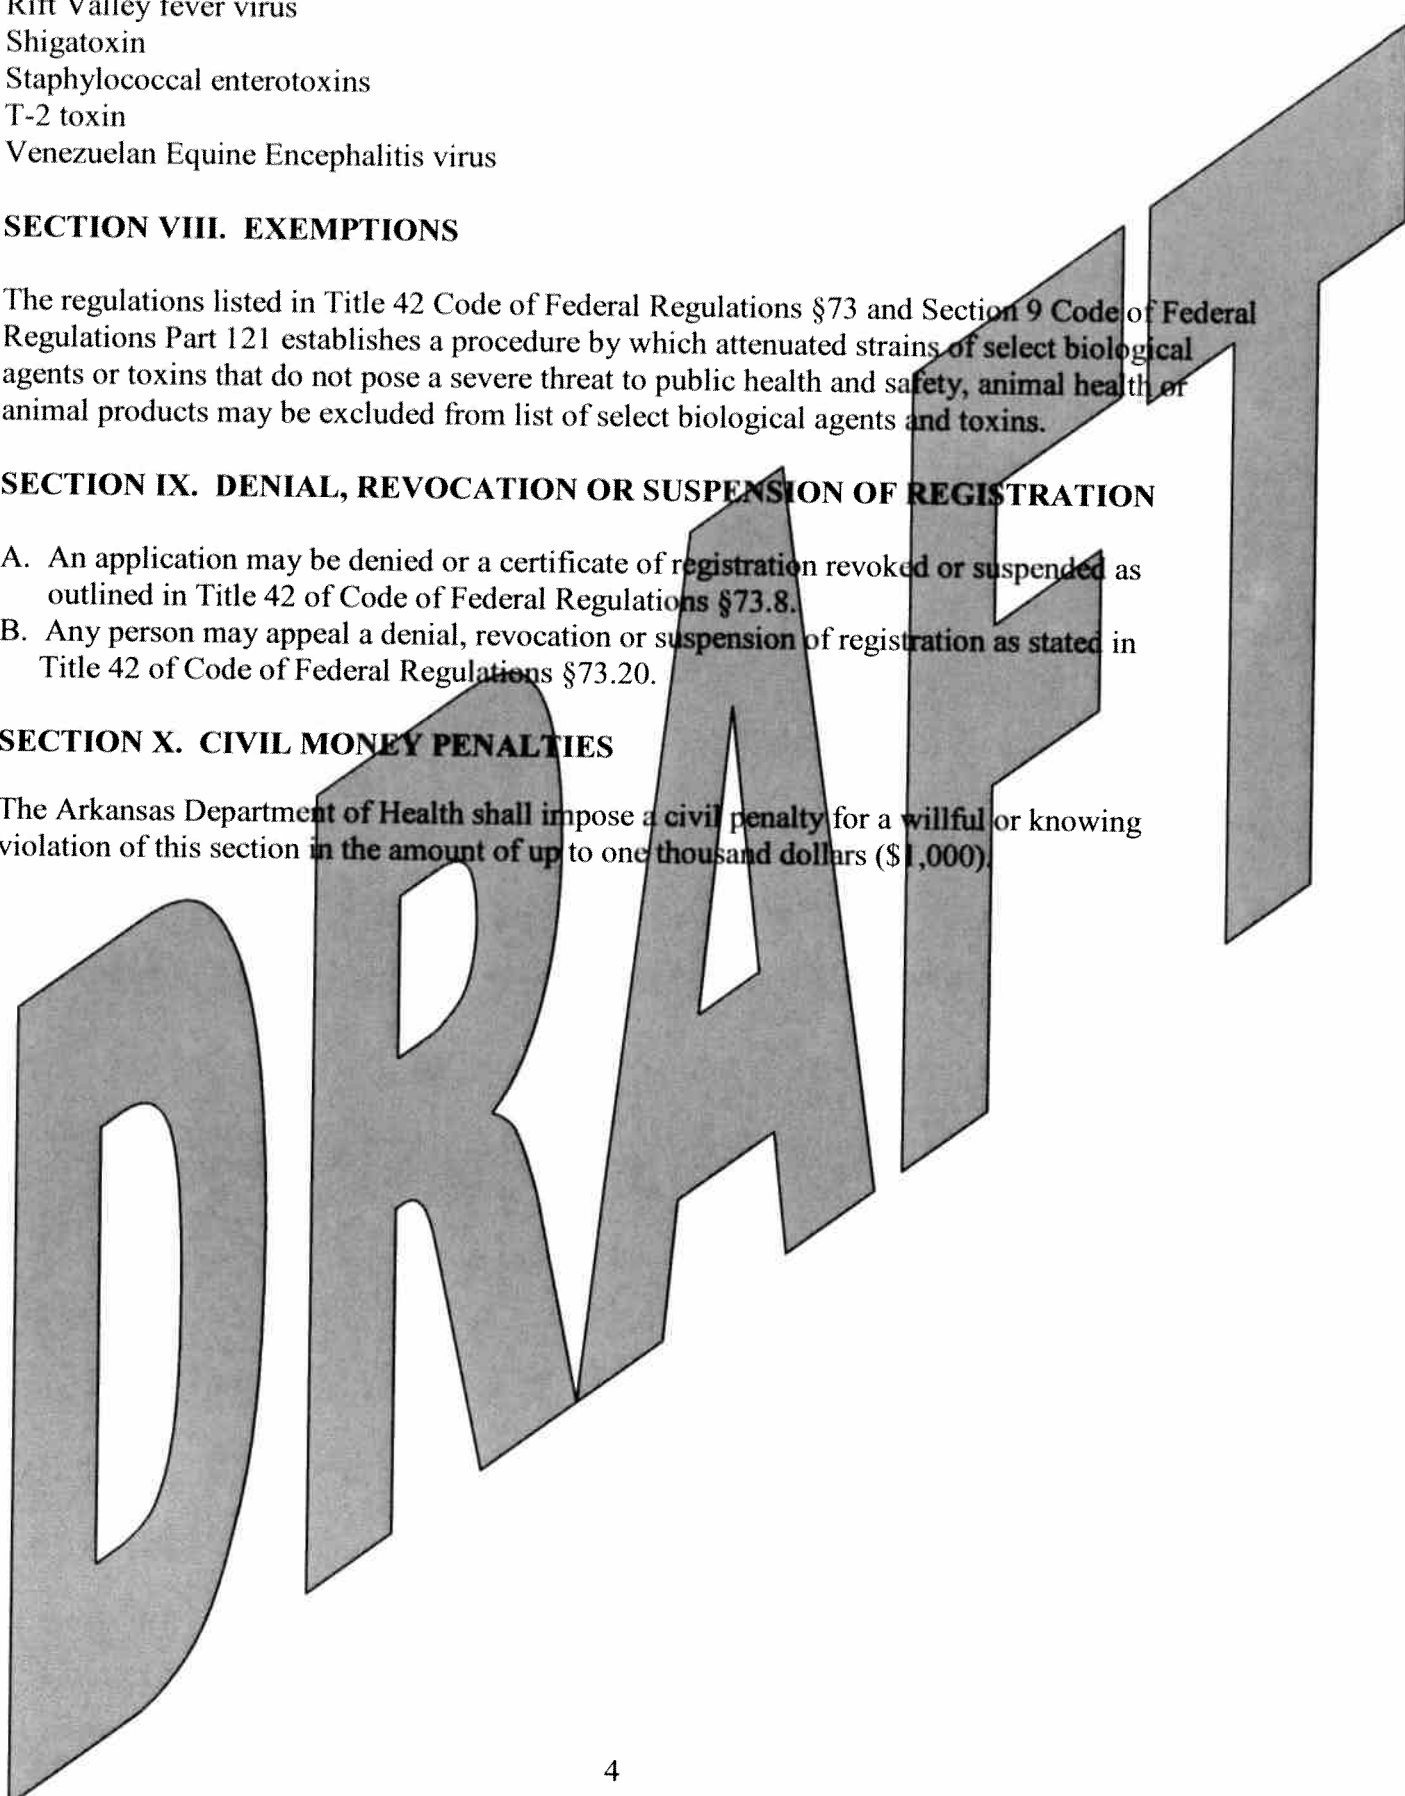 Rift Valley fever virus
Shigatoxin
Staphylococcal enterotoxins
T-2 toxin
Venezuelan Equine Encephalitis virus
SECTION VIII. EXEMPTIONS
The regulations listed in Title 42 Code of Federal Regulations §73 and Section 9 Code of Federal
Regulations Part 121 establishes a procedure by which attenuated strains of select biological
agents or toxins that do not pose a severe threat to public health and safety, animal health or
animal products may be excluded from list of select biological agents and toxins.
SECTION IX. DENIAL, REVOCATION OR SUSPENSION OF REGISTRATION
A. An application may be denied or a certificate of registration revoked or suspended as
outlined in Title 42 of Code of Federal Regulations §73.8.
B. Any person may appeal a denial, revocation or suspension of registration as stated in
Title 42 of Code of Federal Regulations §73.20.
SECTION X. CIVIL MONEY PENALTIES
The Arkansas Department of Health shall impose a civil penalty for a willful or knowing
violation of this section in the amount of up to one thousand dollars ($1,000).
DRAFT
4